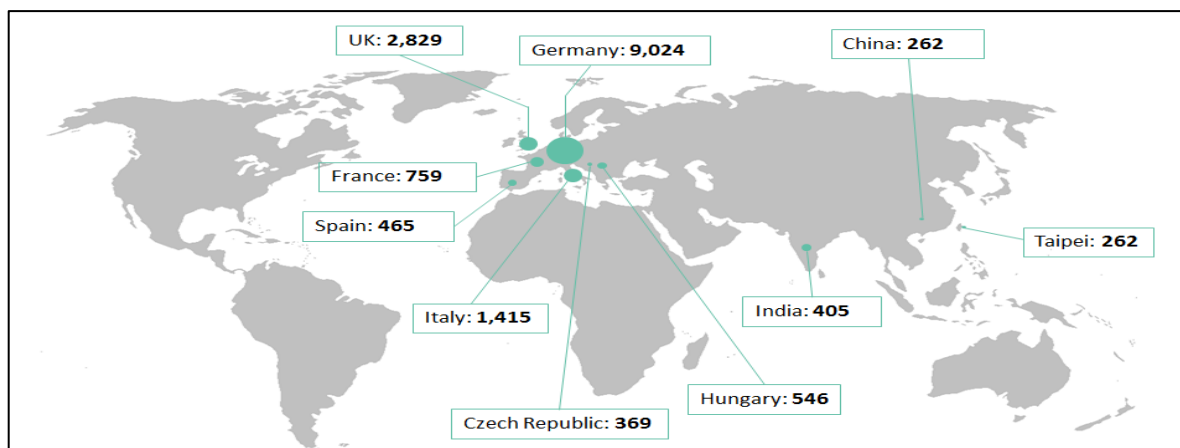 UK: 2,829
Germany: 9,024
China: 262
France: 759
Spain: 465
Taipei: 262
Italy: 1,415
India: 405
Hungary: 546
Czech Republic: 369